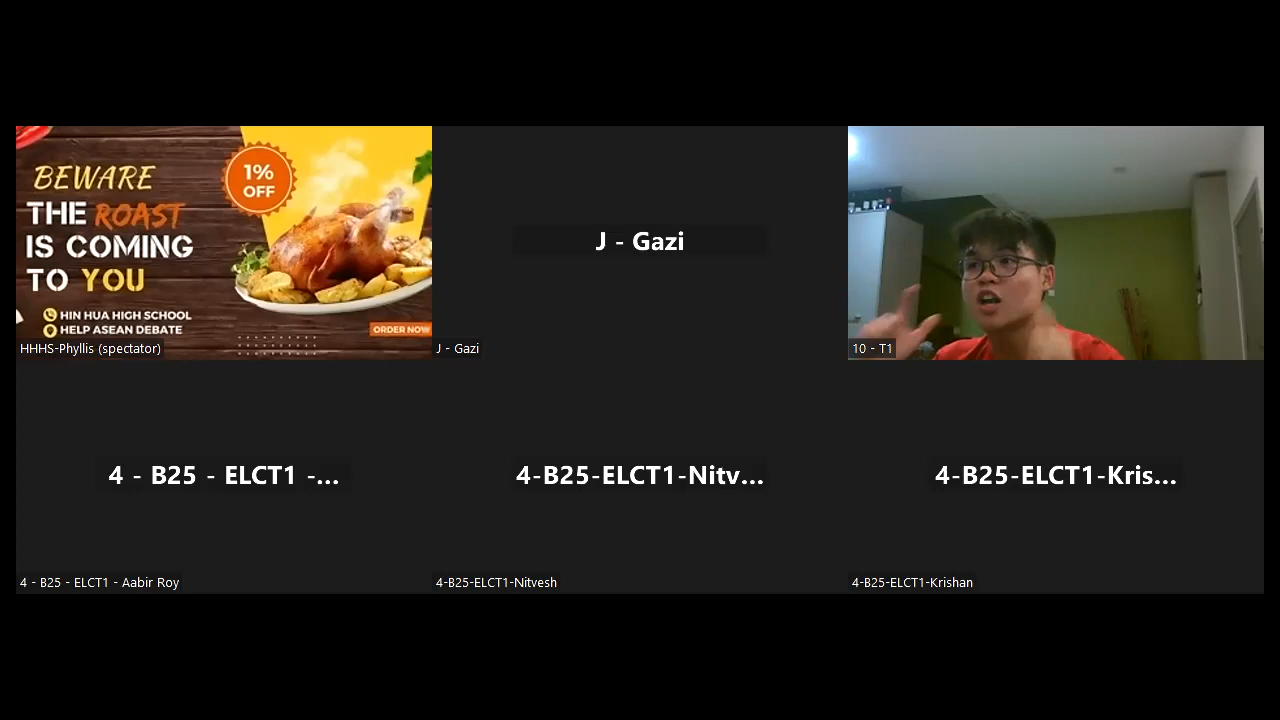 BEWARE
THE ROAST
IS COMING
TO YOU
1%
OFF
HIN HUA HIGH SCHOOL
HELP ASEAN DEBATE
ORDER NOW
HHHS-Phyllis (spectator)
J - Gazi
J - Gazi
10 - T1
4 - B25 - ELCT1 -...
4 - B25 - ELCT1 - Aabir Roy
4-B25-ELCT1-Nitv...
4-B25-ELCT1-Nitvesh
4-B25-ELCT1-Kris...
4-B25-ELCT1-Krishan